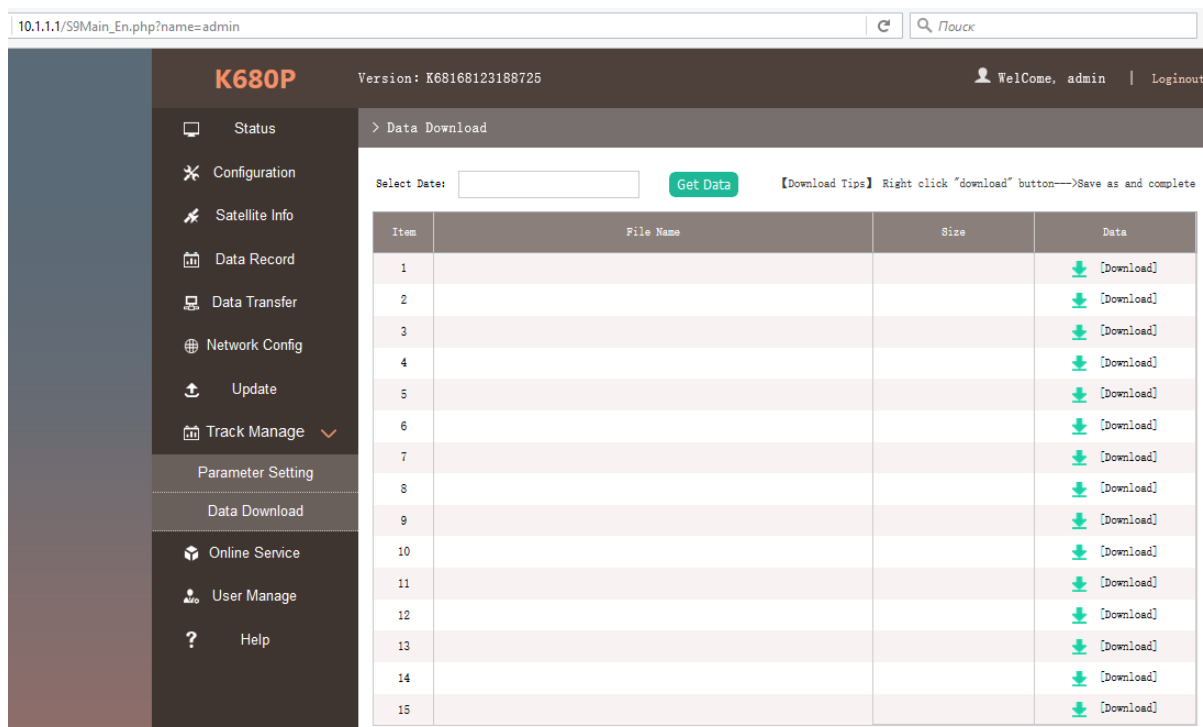 10.1.1.1/S9Main_En.php?name=admin
Поиск
K680P
Version: K68168123188725
WelCome, admin | Loginout
Status
Configuration
Satellite Info
Data Record
Data Transfer
Network Config
Update
Track Manage
Parameter Setting
Data Download
Online Service
User Manage
? Help
> Data Download
Select Date: Get Data 【Download Tips】 Right click "download" button--->Save as and complete
Item File Name Size Data
1 [Download]
2 [Download]
3 [Download]
4 [Download]
5 [Download]
6 [Download]
7 [Download]
8 [Download]
9 [Download]
10 [Download]
11 [Download]
12 [Download]
13 [Download]
14 [Download]
15 [Download]